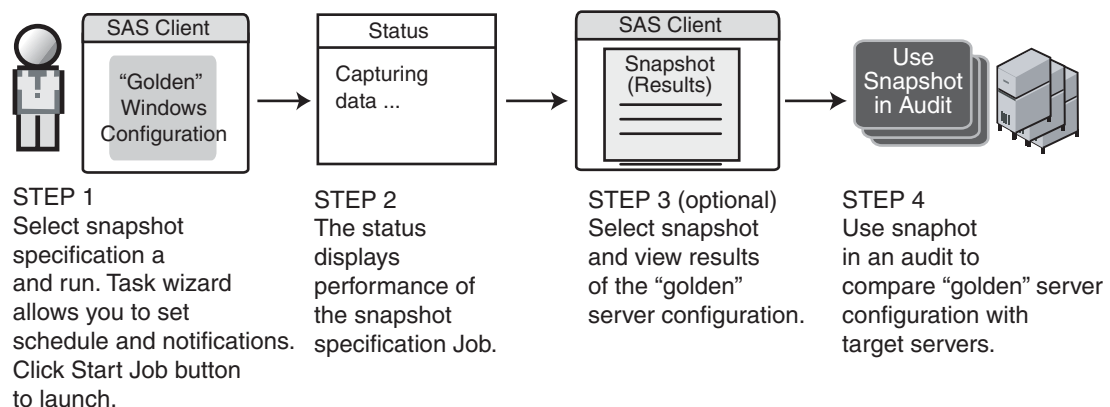 SAS Client
“Golden”
Windows
Configuration
Status
Capturing
data ...
SAS Client
Snapshot
(Results)
Use
Snapshot
in Audit
STEP 1
Select snapshot
specification a
and run. Task wizard
allows you to set
schedule and notifications.
Click Start Job button
to launch.
STEP 2
The status
displays
performance of
the snapshot
specification Job.
STEP 3 (optional)
Select snapshot
and view results
of the “golden”
server configuration.
STEP 4
Use snaphot
in an audit to
compare “golden” server
configuration with
target servers.